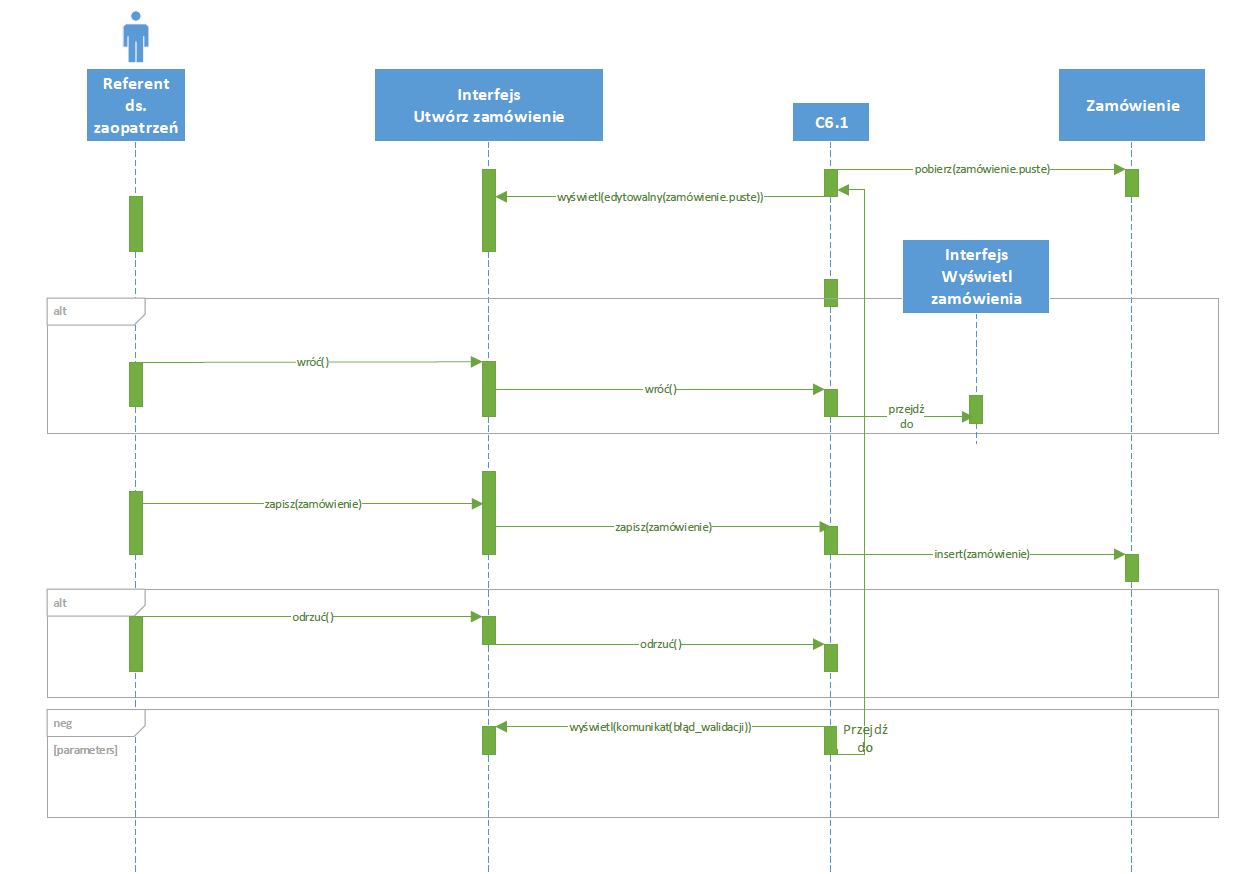 Referent
ds.
zaopatrzeń
Interfejs
Utwórz zamówienie
C6.1
Zamówienie
pobierz(zamówienie.puste)
wyświetl(edytowalny(zamówienie.puste))
Interfejs
Wyświetl
zamówienia
alt
wróć()
wróć()
przejdź
do
zapisz(zamówienie)
zapisz(zamówienie)
insert(zamówienie)
alt
odrzuć()
odrzuć()
neg
[parameters]
wyświetl(komunikat(błąd_walidacji))
Przejdź
do